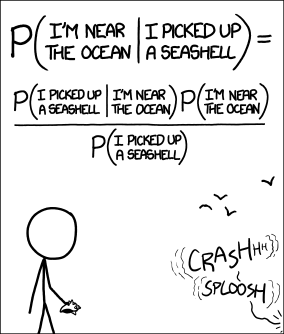 P(I'M NEAR THE OCEAN | I PICKED UP A SEASHELL) =
P(I PICKED UP A SEASHELL | I'M NEAR THE OCEAN) P(I'M NEAR THE OCEAN)
P(I PICKED UP A SEASHELL)
CRASHHHH
SPLOOSH